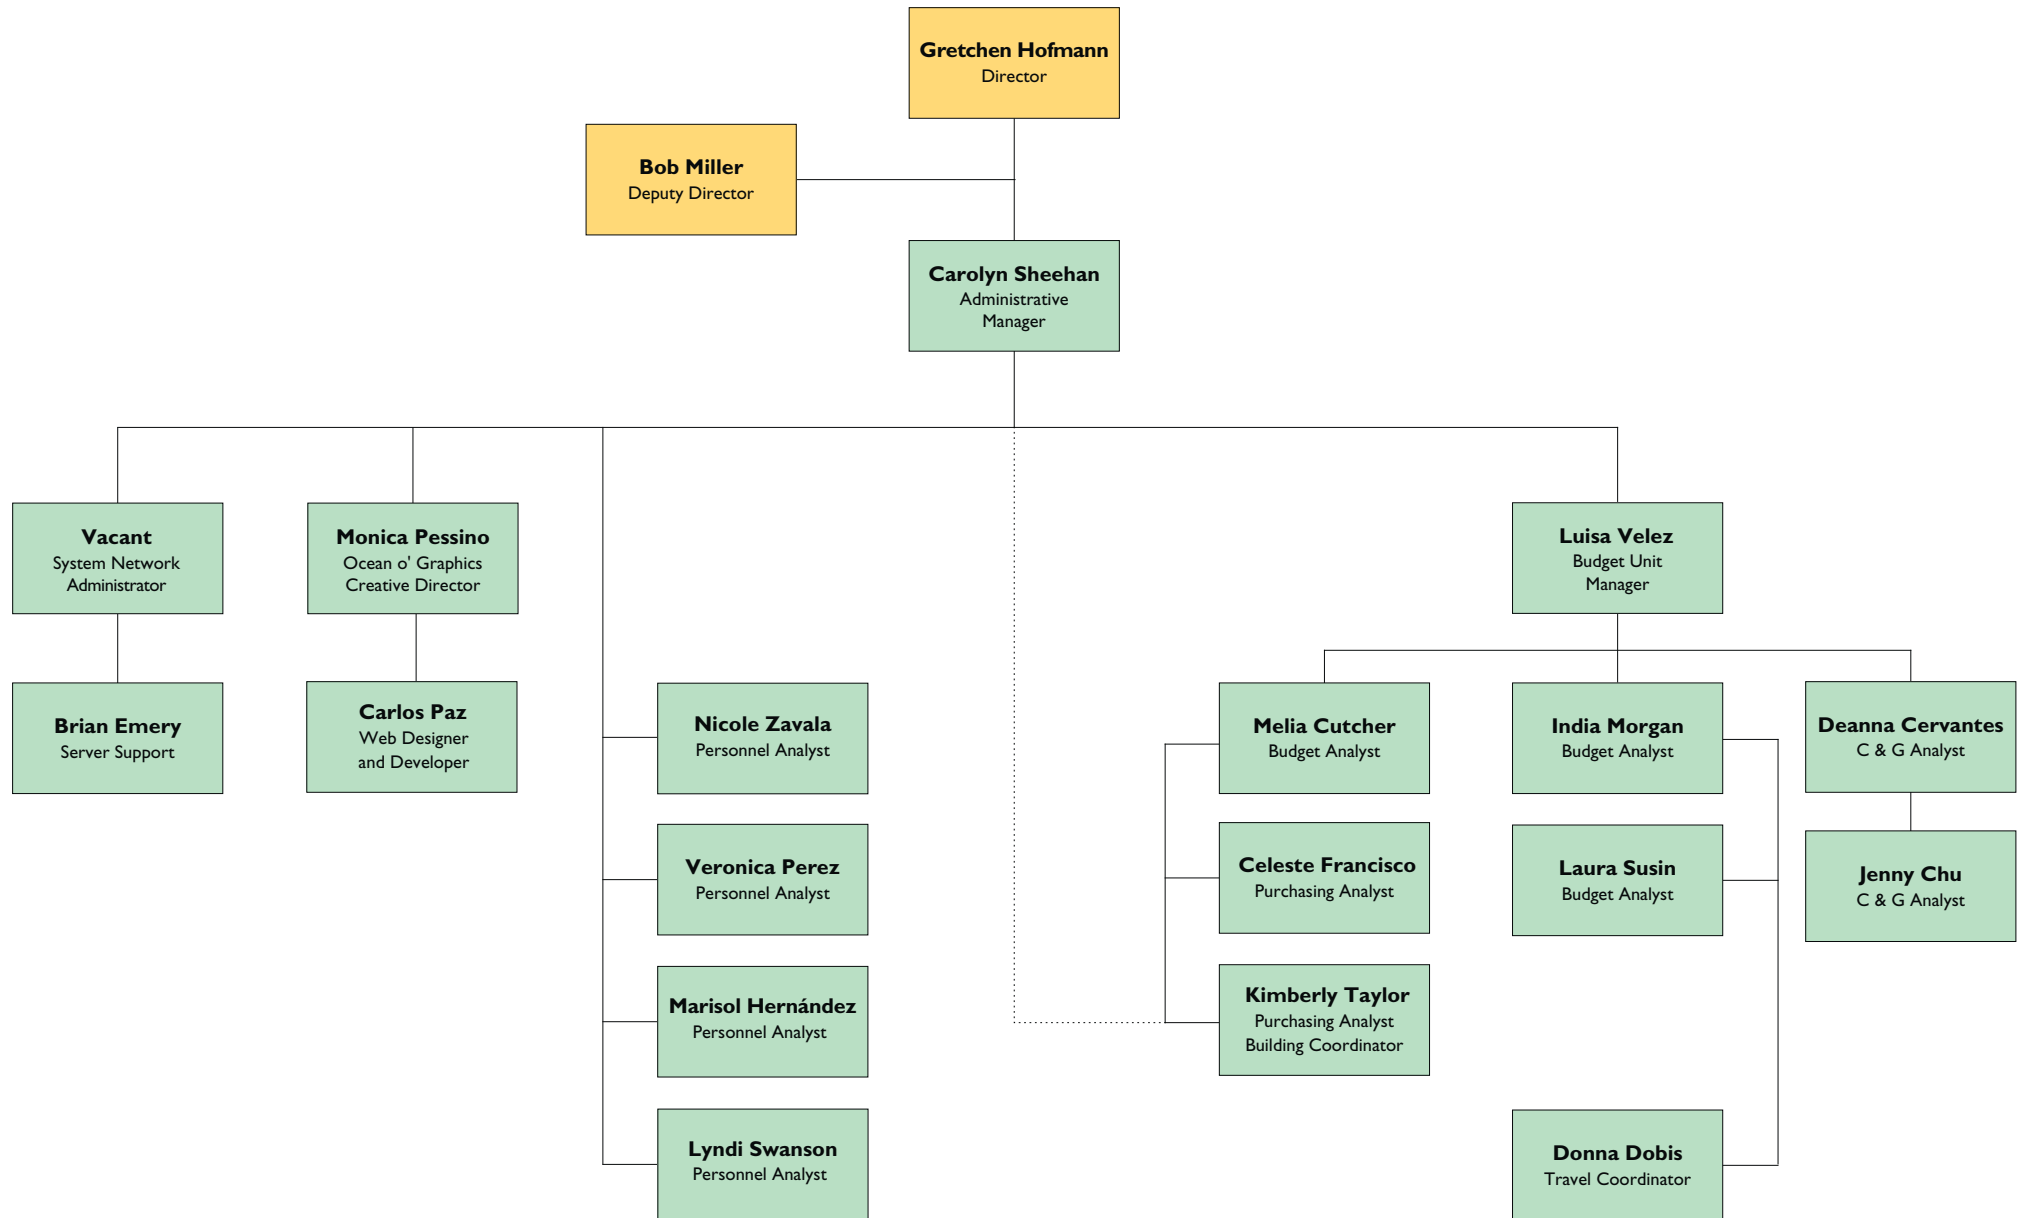 Gretchen Hofmann
Director
Bob Miller
Deputy Director
Carolyn Sheehan
Administrative
Manager
Vacant
System Network
Administrator
Monica Pessino
Ocean o' Graphics
Creative Director
Luisa Velez
Budget Unit
Manager
Brian Emery
Server Support
Carlos Paz
Web Designer
and Developer
Nicole Zavala
Personnel Analyst
Veronica Perez
Personnel Analyst
Marisol Hernández
Personnel Analyst
Lyndi Swanson
Personnel Analyst
Melia Cutcher
Budget Analyst
Celeste Francisco
Purchasing Analyst
Kimberly Taylor
Purchasing Analyst
Building Coordinator
India Morgan
Budget Analyst
Laura Susin
Budget Analyst
Donna Dobis
Travel Coordinator
Deanna Cervantes
C & G Analyst
Jenny Chu
C & G Analyst